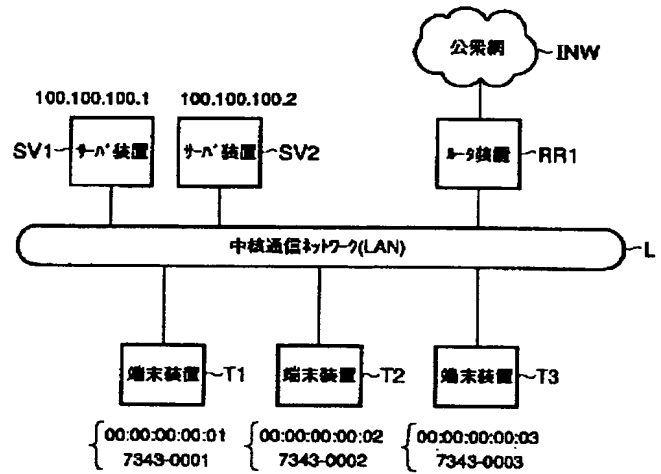 公衆網
INW
100.100.100.1
100.100.100.2
SV1
サーバ装置
サーバ装置
SV2
ルータ装置
RR1
中核通信ネットワーク(LAN)
L
端末装置
T1
端末装置
T2
端末装置
T3
00:00:00:00:01
7343-0001
00:00:00:00:02
7343-0002
00:00:00:00:03
7343-0003